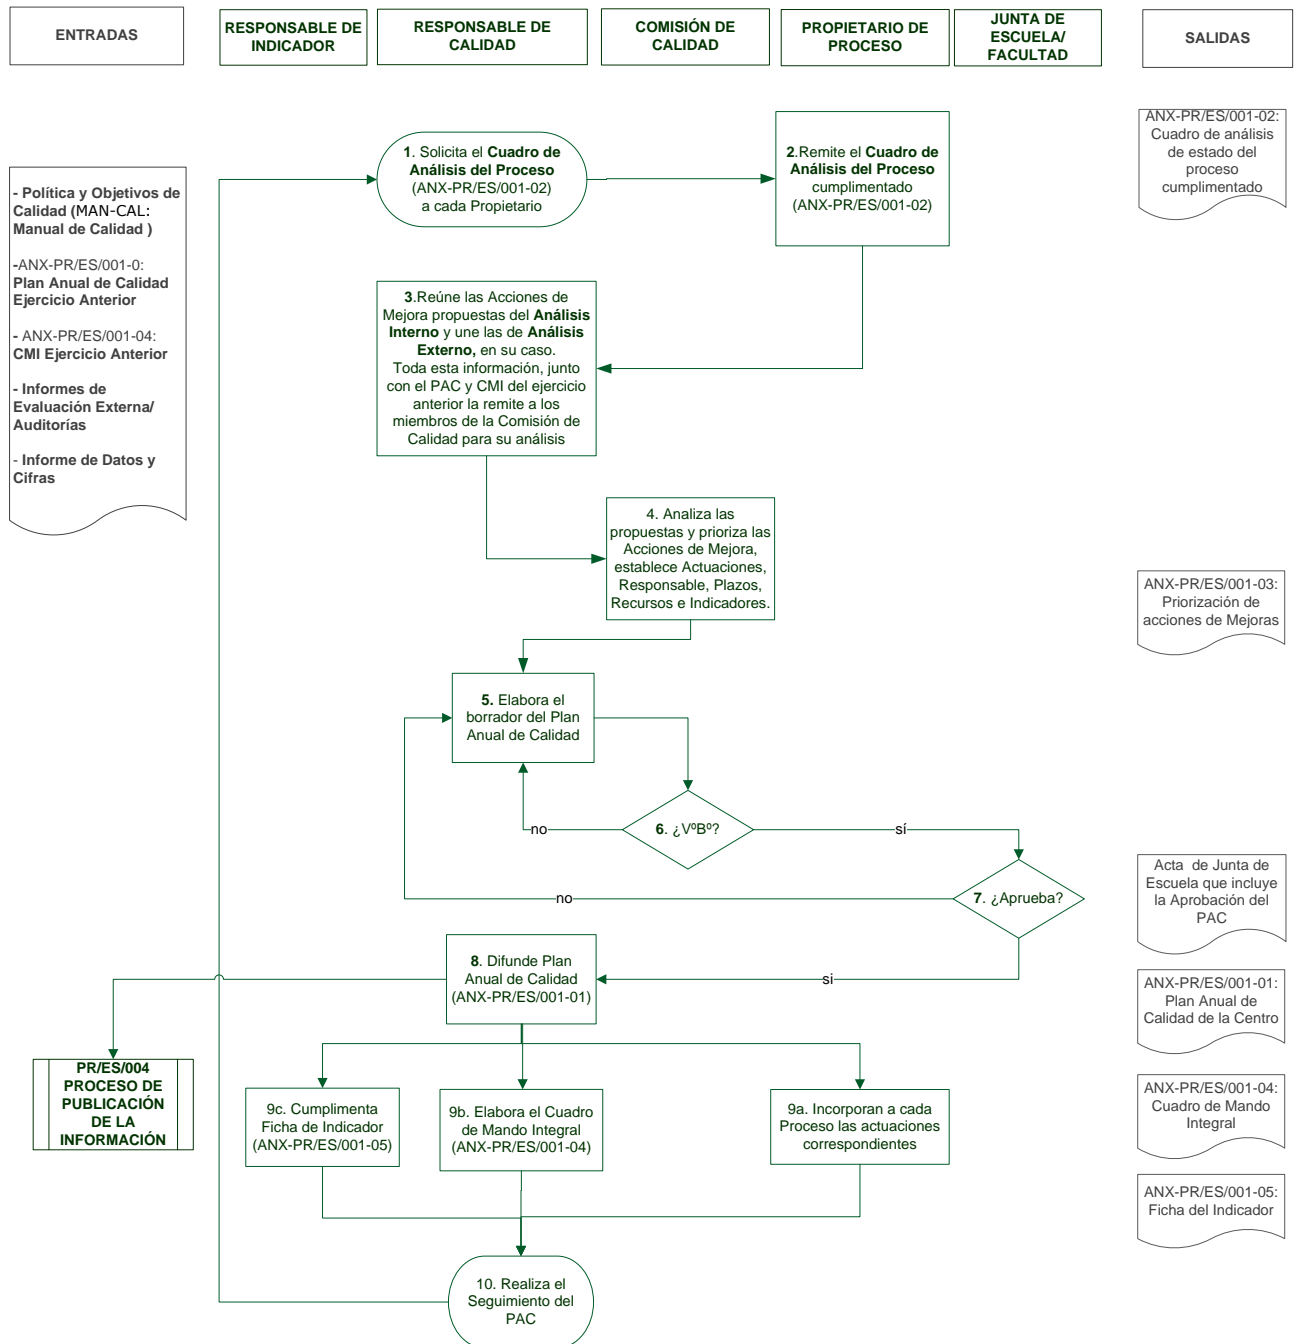 ENTRADAS
RESPONSABLE DE
INDICADOR
RESPONSABLE DE
CALIDAD
COMISIÓN DE
CALIDAD
PROPIETARIO DE
PROCESO
JUNTA DE
ESCUELA/
FACULTAD
SALIDAS
- Política y Objetivos de
Calidad (MAN-CAL:
Manual de Calidad )
-ANX-PR/ES/001-0:
Plan Anual de Calidad
Ejercicio Anterior
- ANX-PR/ES/001-04:
CMI Ejercicio Anterior
- Informes de
Evaluación Externa/
Auditorías
- Informe de Datos y
Cifras
1. Solicita el Cuadro de
Análisis del Proceso
(ANX-PR/ES/001-02)
a cada Propietario
2.Remite el Cuadro de
Análisis del Proceso
cumplimentado
(ANX-PR/ES/001-02)
ANX-PR/ES/001-02:
Cuadro de análisis
de estado del
proceso
cumplimentado
3.Reúne las Acciones de
Mejora propuestas del Análisis
Interno y une las de Análisis
Externo, en su caso.
Toda esta información, junto
con el PAC y CMI del ejercicio
anterior la remite a los
miembros de la Comisión de
Calidad para su análisis
4. Analiza las
propuestas y prioriza las
Acciones de Mejora,
establece Actuaciones,
Responsable, Plazos,
Recursos e Indicadores.
ANX-PR/ES/001-03:
Priorización de
acciones de Mejoras
5. Elabora el
borrador del Plan
Anual de Calidad
no
6. ¿VºBº?
sí
no
7. ¿Aprueba?
Acta de Junta de
Escuela que incluye
la Aprobación del
PAC
8. Difunde Plan
Anual de Calidad
(ANX-PR/ES/001-01)
si
ANX-PR/ES/001-01:
Plan Anual de
Calidad de la Centro
PR/ES/004
PROCESO DE
PUBLICACIÓN
DE LA
INFORMACIÓN
9c. Cumplimenta
Ficha de Indicador
(ANX-PR/ES/001-05)
9b. Elabora el Cuadro
de Mando Integral
(ANX-PR/ES/001-04)
9a. Incorporan a cada
Proceso las actuaciones
correspondientes
ANX-PR/ES/001-04:
Cuadro de Mando
Integral
ANX-PR/ES/001-05:
Ficha del Indicador
10. Realiza el
Seguimiento del
PAC